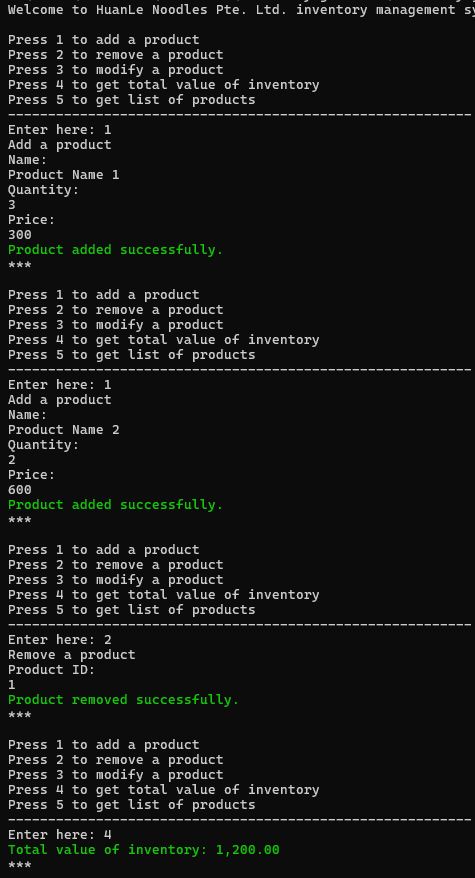 Welcome to HuanLe Noodles Pte. Ltd. inventory management
Press 1 to add a product
Press 2 to remove a product
Press 3 to modify a product
Press 4 to get total value of inventory
Press 5 to get list of products
----------------------------------------------------------
Enter here: 1
Add a product
Name:
Product Name 1
Quantity:
3
Price:
300
Product added successfully.
***
Press 1 to add a product
Press 2 to remove a product
Press 3 to modify a product
Press 4 to get total value of inventory
Press 5 to get list of products
----------------------------------------------------------
Enter here: 1
Add a product
Name:
Product Name 2
Quantity:
2
Price:
600
Product added successfully.
***
Press 1 to add a product
Press 2 to remove a product
Press 3 to modify a product
Press 4 to get total value of inventory
Press 5 to get list of products
----------------------------------------------------------
Enter here: 2
Remove a product
Product ID:
1
Product removed successfully.
***
Press 1 to add a product
Press 2 to remove a product
Press 3 to modify a product
Press 4 to get total value of inventory
Press 5 to get list of products
----------------------------------------------------------
Enter here: 4
Total value of inventory: 1,200.00
***